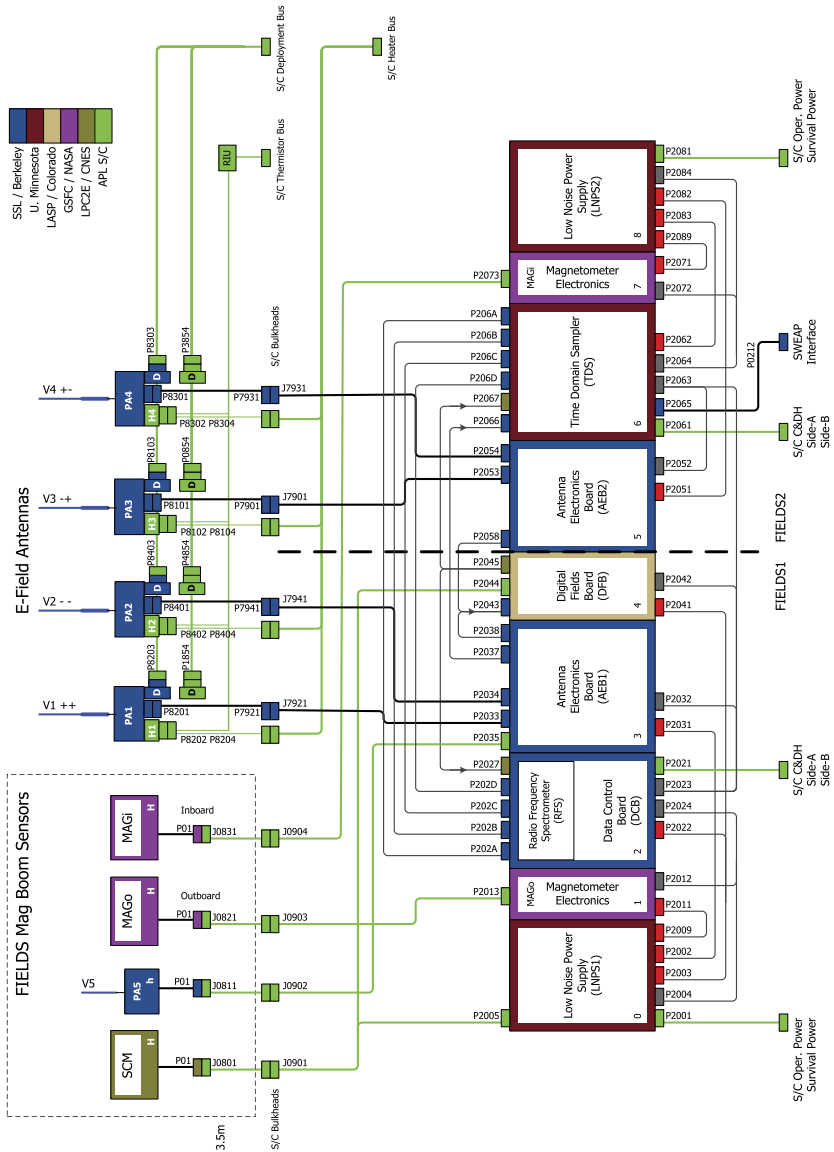 SSL / Berkeley
U. Minnesota
LASP / Colorado
GSFC / NASA
LPC2E / CNES
APL S/C
S/C Deployment Bus
S/C Heater Bus
S/C Thermistor Bus
RIU
E-Field Antennas
V4 +-
V3 -+
V2 - -
V1 ++
PA4
H4
D
D
P8303
P3854
P8301
P8302 P8304
P7931
J7931
S/C Bulkheads
PA3
H3
D
D
P8103
P0854
P8101
P8102 P8104
P7901
J7901
PA2
H2
D
D
P8403
P4854
P8401
P8402 P8404
P7941
J7941
PA1
H1
D
D
P8203
P1854
P8201
P8202 P8204
P7921
J7921
FIELDS Mag Boom Sensors
MAGi
H
Inboard
P01
J0831
J0904
MAGo
H
Outboard
P01
J0821
J0903
V5
PA5
h
P01
J0811
J0902
SCM
H
P01
J0801
J0901
3.5m
S/C Bulkheads
P2073
P206A
P206B
P206C
P206D
P2067
P2066
P2054
P2053
P2058
P2045
P2044
P2043
P2038
P2037
P2034
P2033
P2035
P2027
P202D
P202C
P202B
P202A
P2013
P2005
Low Noise Power
Supply
(LNPS2)
8
MAGi
Magnetometer
Electronics
7
Time Domain Sampler
(TDS)
6
Antenna
Electronics
Board
(AEB2)
5
Digital
Fields
Board
(DFB)
4
Antenna
Electronics
Board
(AEB1)
3
Radio Frequency
Spectrometer
(RFS)
Data Control
Board
(DCB)
2
MAGo
Magnetometer
Electronics
1
Low Noise Power
Supply
(LNPS1)
0
P2081
P2084
P2082
P2083
P2089
P2071
P2072
P2062
P2064
P2063
P2065
P2061
P2052
P2051
P2042
P2041
P2032
P2031
P2021
P2023
P2024
P2022
P2012
P2011
P2009
P2002
P2003
P2004
P2001
P0212
FIELDS2
FIELDS1
S/C Oper. Power
Survival Power
SWEAP
Interface
S/C C&DH
Side-A
Side-B
S/C C&DH
Side-A
Side-B
S/C Oper. Power
Survival Power